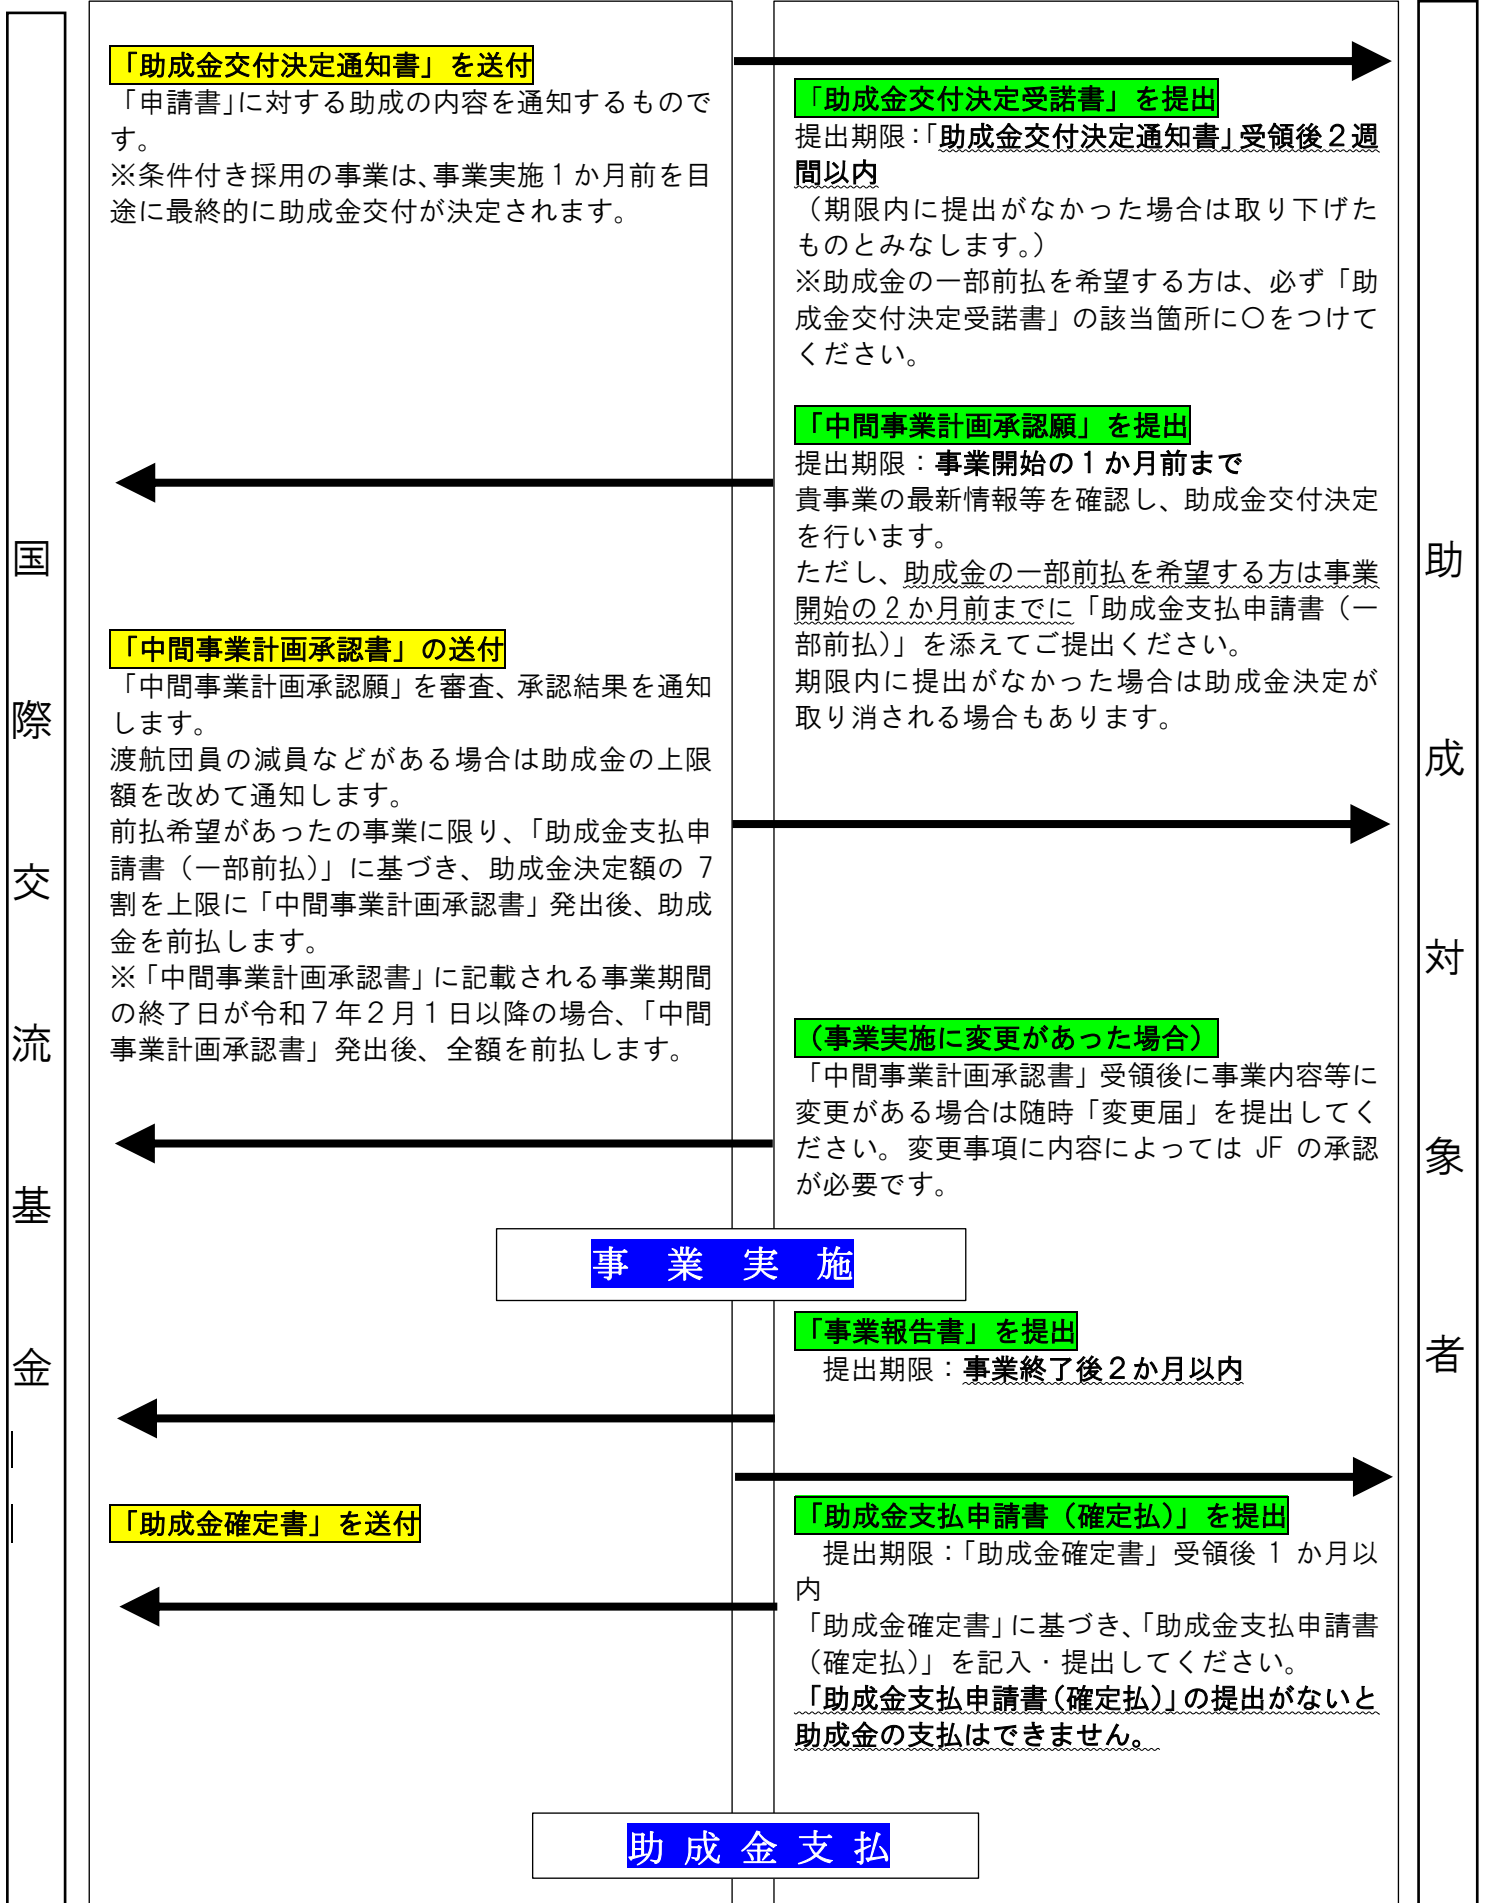 国際交流基金
「助成金交付決定通知書」を送付
「申請書」に対する助成の内容を通知するもので
す。
※条件付き採用の事業は、事業実施1か月前を目
途に最終的に助成金交付が決定されます。
「助成金交付決定受諾書」を提出
提出期限：「助成金交付決定通知書」受領後２週
間以内
（期限内に提出がなかった場合は取り下げた
ものとみなします。）
※助成金の一部前払を希望する方は、必ず「助
成金交付決定受諾書」の該当箇所に〇をつけて
ください。
「中間事業計画承認願」を提出
提出期限：事業開始の1か月前まで
貴事業の最新情報等を確認し、助成金交付決定
を行います。
ただし、助成金の一部前払を希望する方は事業
開始の2か月前までに「助成金支払申請書（一
部前払）」を添えてご提出ください。
期限内に提出がなかった場合は助成金決定が
取り消される場合もあります。
「中間事業計画承認書」の送付
「中間事業計画承認願」を審査、承認結果を通知
します。
渡航団員の減員などがある場合は助成金の上限
額を改めて通知します。
前払希望があったの事業に限り、「助成金支払申
請書（一部前払）」に基づき、助成金決定額の 7
割を上限に「中間事業計画承認書」発出後、助成
金を前払します。
※「中間事業計画承認書」に記載される事業期間
の終了日が令和７年２月１日以降の場合、「中間
事業計画承認書」発出後、全額を前払します。
（事業実施に変更があった場合）
「中間事業計画承認書」受領後に事業内容等に
変更がある場合は随時「変更届」を提出してく
ださい。変更事項に内容によっては JF の承認
が必要です。
事　業　実　施
「事業報告書」を提出
提出期限：事業終了後２か月以内
「助成金確定書」を送付
「助成金支払申請書（確定払）」を提出
提出期限：「助成金確定書」受領後 1 か月以
内
「助成金確定書」に基づき、「助成金支払申請書
（確定払）」を記入・提出してください。
「助成金支払申請書（確定払）」の提出がないと
助成金の支払はできません。
助 成 金 支 払
助成対象者